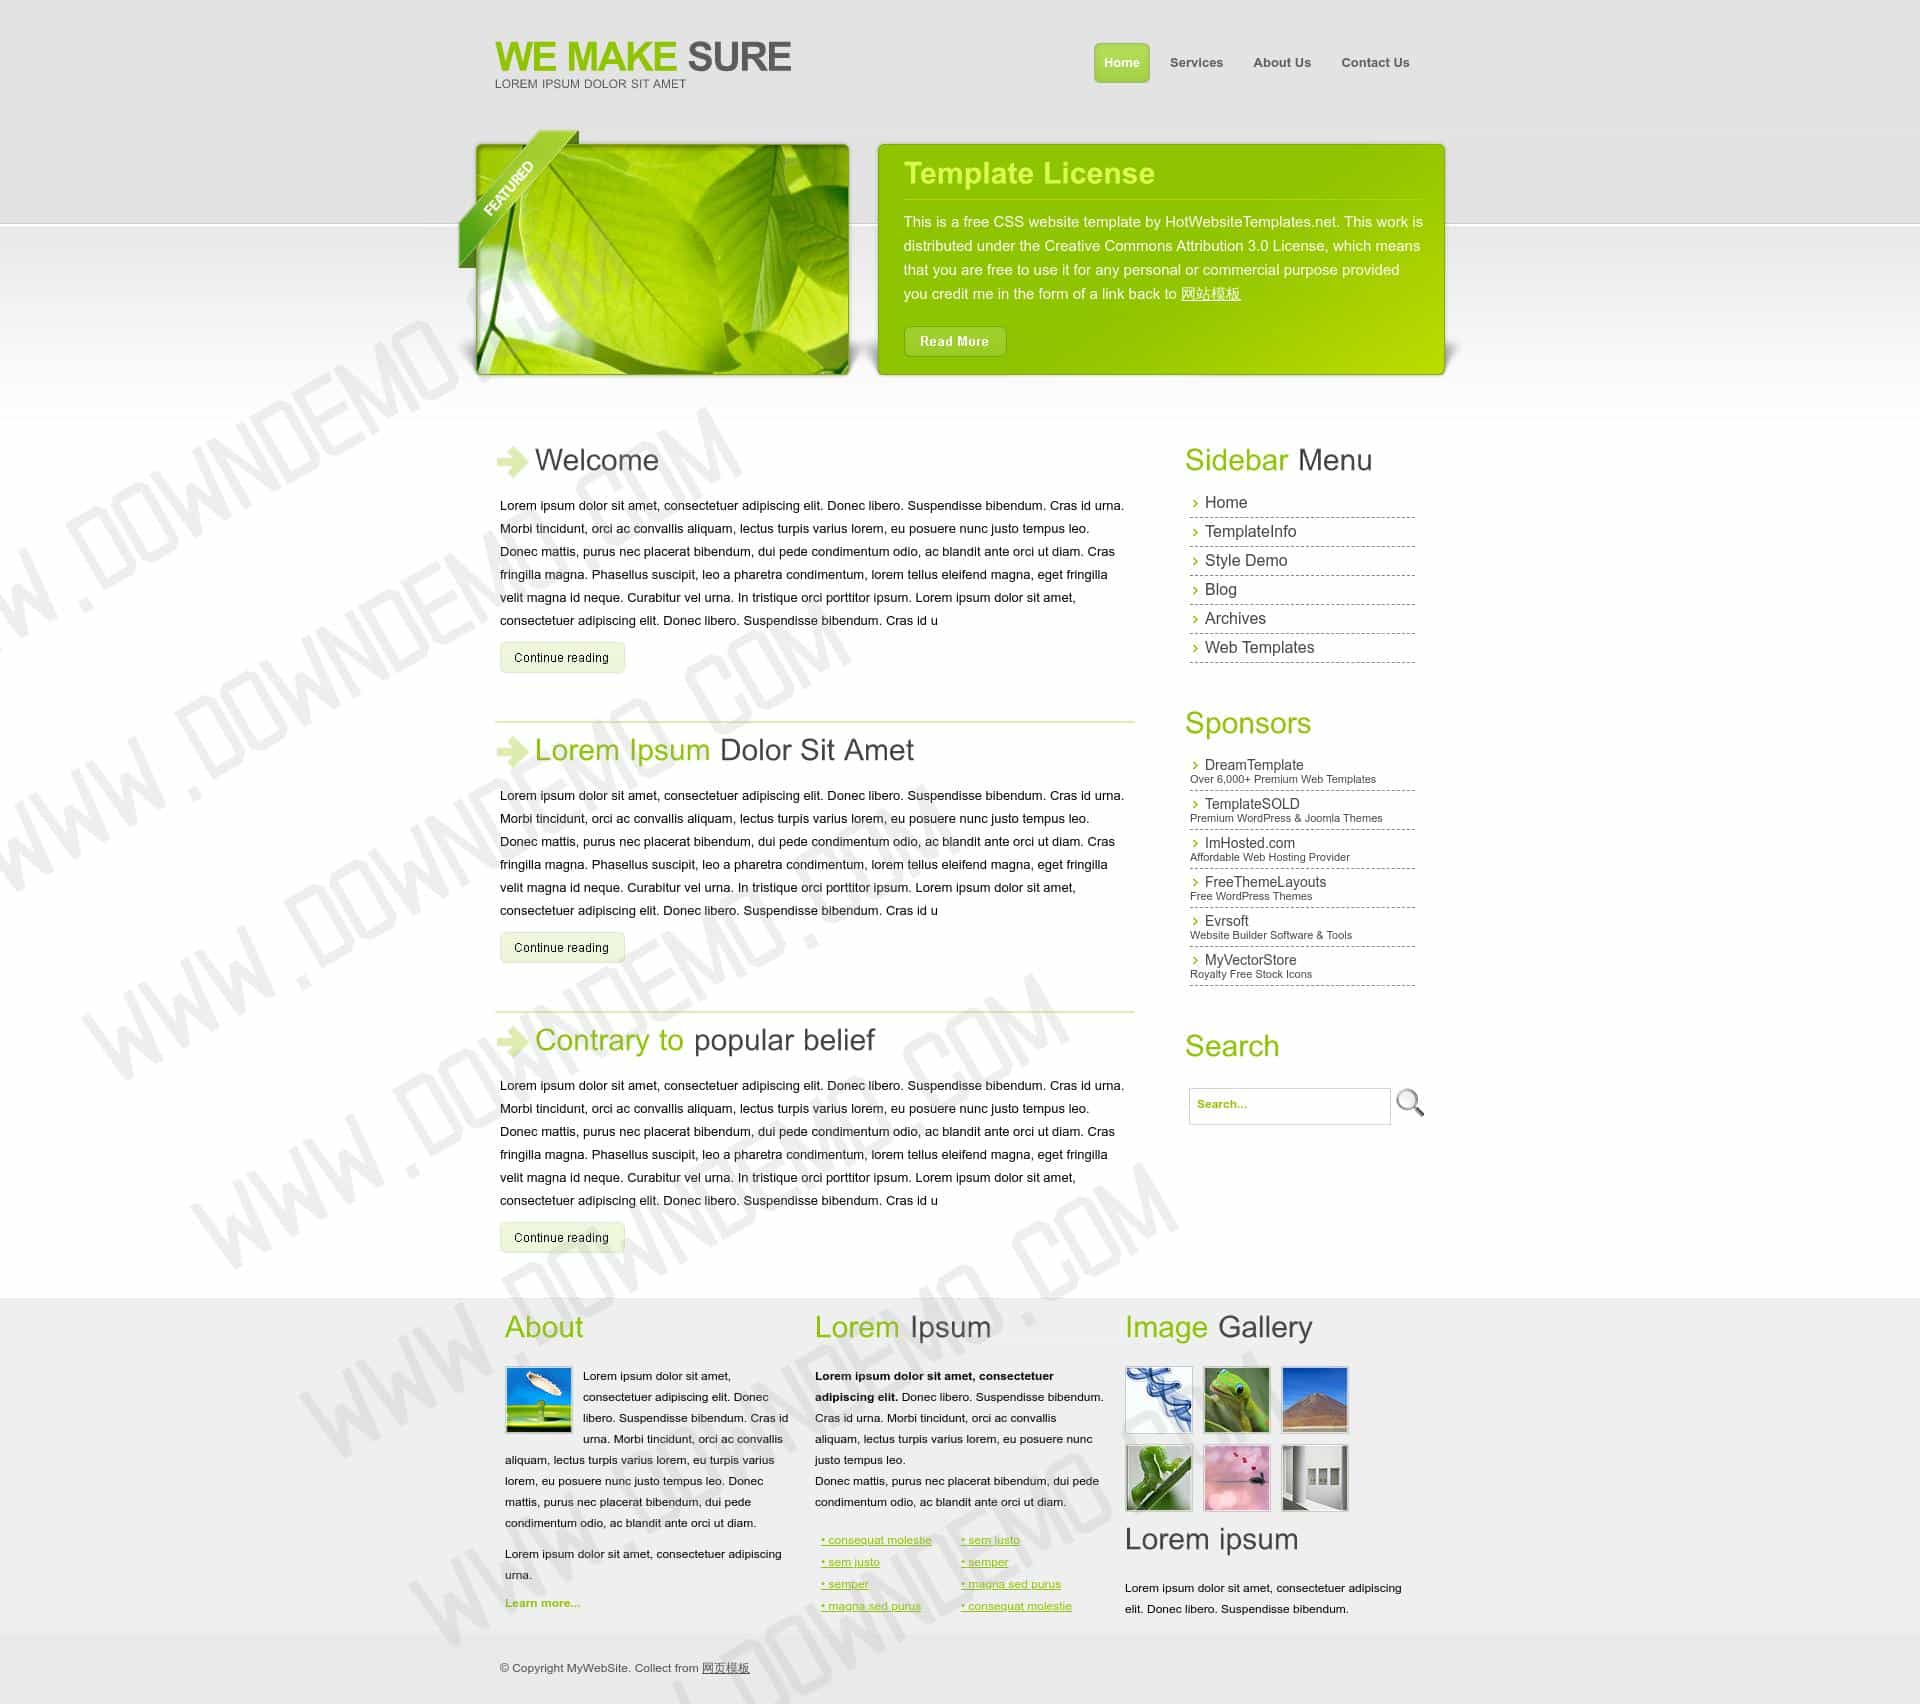 WE MAKE SURE
LOREM IPSUM DOLOR SIT AMET
Home
Services
About Us
Contact Us
FEATURED
Template License
This is a free CSS website template by HotWebsiteTemplates.net. This work is
distributed under the Creative Commons Attribution 3.0 License, which means
that you are free to use it for any personal or commercial purpose provided
you credit me in the form of a link back to 网站模板
Read More
Welcome
Lorem ipsum dolor sit amet, consectetuer adipiscing elit. Donec libero. Suspendisse bibendum. Cras id urna.
Morbi tincidunt, orci ac convallis aliquam, lectus turpis varius lorem, eu posuere nunc justo tempus leo.
Donec mattis, purus nec placerat bibendum, dui pede condimentum odio, ac blandit ante orci ut diam. Cras
fringilla magna. Phasellus suscipit, leo a pharetra condimentum, lorem tellus eleifend magna, eget fringilla
velit magna id neque. Curabitur vel urna. In tristique orci porttitor ipsum. Lorem ipsum dolor sit amet,
consectetuer adipiscing elit. Donec libero. Suspendisse bibendum. Cras id u
Continue reading
Lorem Ipsum Dolor Sit Amet
Lorem ipsum dolor sit amet, consectetuer adipiscing elit. Donec libero. Suspendisse bibendum. Cras id urna.
Morbi tincidunt, orci ac convallis aliquam, lectus turpis varius lorem, eu posuere nunc justo tempus leo.
Donec mattis, purus nec placerat bibendum, dui pede condimentum odio, ac blandit ante orci ut diam. Cras
fringilla magna. Phasellus suscipit, leo a pharetra condimentum, lorem tellus eleifend magna, eget fringilla
velit magna id neque. Curabitur vel urna. In tristique orci porttitor ipsum. Lorem ipsum dolor sit amet,
consectetuer adipiscing elit. Donec libero. Suspendisse bibendum. Cras id u
Continue reading
Contrary to popular belief
Lorem ipsum dolor sit amet, consectetuer adipiscing elit. Donec libero. Suspendisse bibendum. Cras id urna.
Morbi tincidunt, orci ac convallis aliquam, lectus turpis varius lorem, eu posuere nunc justo tempus leo.
Donec mattis, purus nec placerat bibendum, dui pede condimentum odio, ac blandit ante orci ut diam. Cras
fringilla magna. Phasellus suscipit, leo a pharetra condimentum, lorem tellus eleifend magna, eget fringilla
velit magna id neque. Curabitur vel urna. In tristique orci porttitor ipsum. Lorem ipsum dolor sit amet,
consectetuer adipiscing elit. Donec libero. Suspendisse bibendum. Cras id u
Continue reading
Sidebar Menu
Home
TemplateInfo
Style Demo
Blog
Archives
Web Templates
Sponsors
DreamTemplate
Over 6,000+ Premium Web Templates
TemplateSOLD
Premium WordPress & Joomla Themes
ImHosted.com
Affordable Web Hosting Provider
FreeThemeLayouts
Free WordPress Themes
Evrsoft
Website Builder Software & Tools
MyVectorStore
Royalty Free Stock Icons
Search
Search...
About
Lorem ipsum dolor sit amet,
consectetuer adipiscing elit. Donec
libero. Suspendisse bibendum. Cras id
urna. Morbi tincidunt, orci ac convallis
aliquam, lectus turpis varius lorem, eu turpis varius
lorem, eu posuere nunc justo tempus leo. Donec
mattis, purus nec placerat bibendum, dui pede
condimentum odio, ac blandit ante orci ut diam.
Lorem ipsum dolor sit amet, consectetuer adipiscing
urna.
Learn more...
Lorem Ipsum
Lorem ipsum dolor sit amet, consectetuer
adipiscing elit. Donec libero. Suspendisse bibendum.
Cras id urna. Morbi tincidunt, orci ac convallis
aliquam, lectus turpis varius lorem, eu posuere nunc
justo tempus leo.
Donec mattis, purus nec placerat bibendum, dui pede
condimentum odio, ac blandit ante orci ut diam.
• consequat molestie
• sem justo
• semper
• magna sed purus
• sem justo
• semper
• magna sed purus
• consequat molestie
Image Gallery
Lorem ipsum
Lorem ipsum dolor sit amet, consectetuer adipiscing
elit. Donec libero. Suspendisse bibendum.
© Copyright MyWebSite. Collect from 网页模板
WWW.DOWNDEMO.COM
WWW.DOWNDEMO.COM
WWW.DOWNDEMO.COM
WWW.DOWNDEMO.COM
WWW.DOWNDEMO.COM
WWW.DOWNDEMO.COM